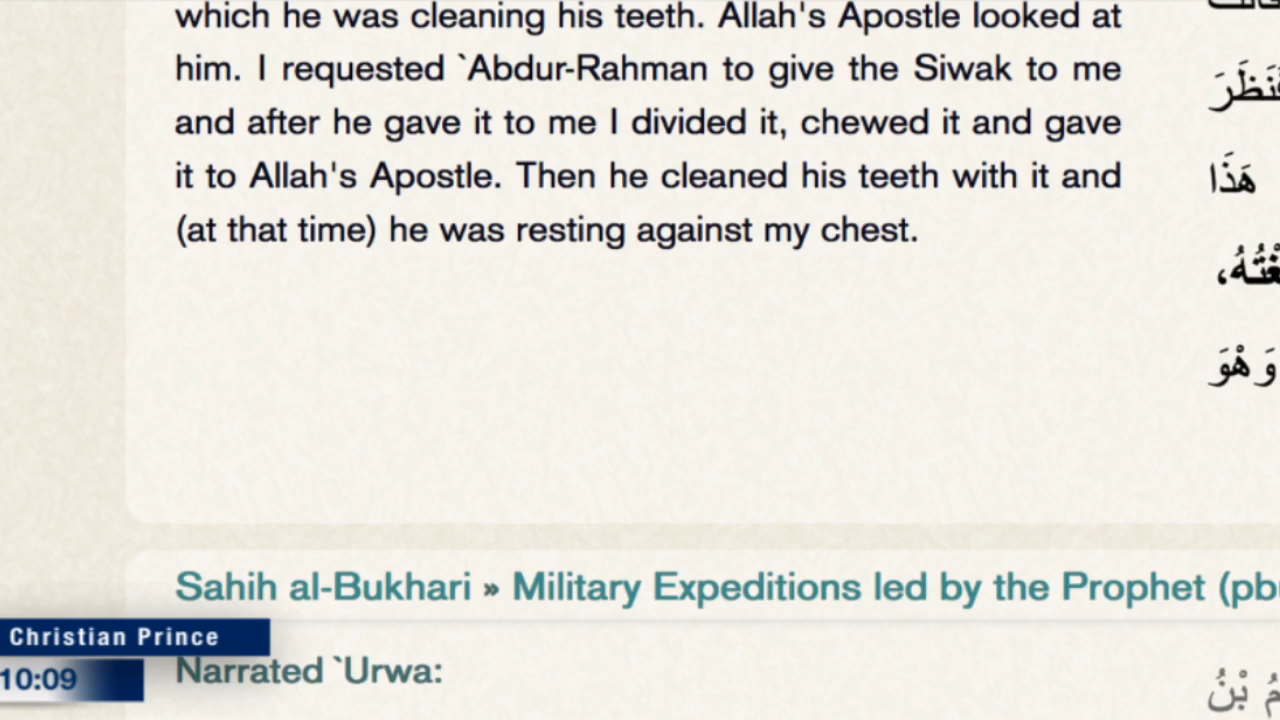 which he was cleaning his teeth. Allah's Apostle looked at
him. I requested `Abdur-Rahman to give the Siwak to me
and after he gave it to me I divided it, chewed it and gave
it to Allah's Apostle. Then he cleaned his teeth with it and
(at that time) he was resting against my chest.
هَذَا
وَهْوَ
Sahih al-Bukhari » Military Expeditions led by the Prophet
Christian Prince
10:09
Narrated `Urwa:
بْنُ